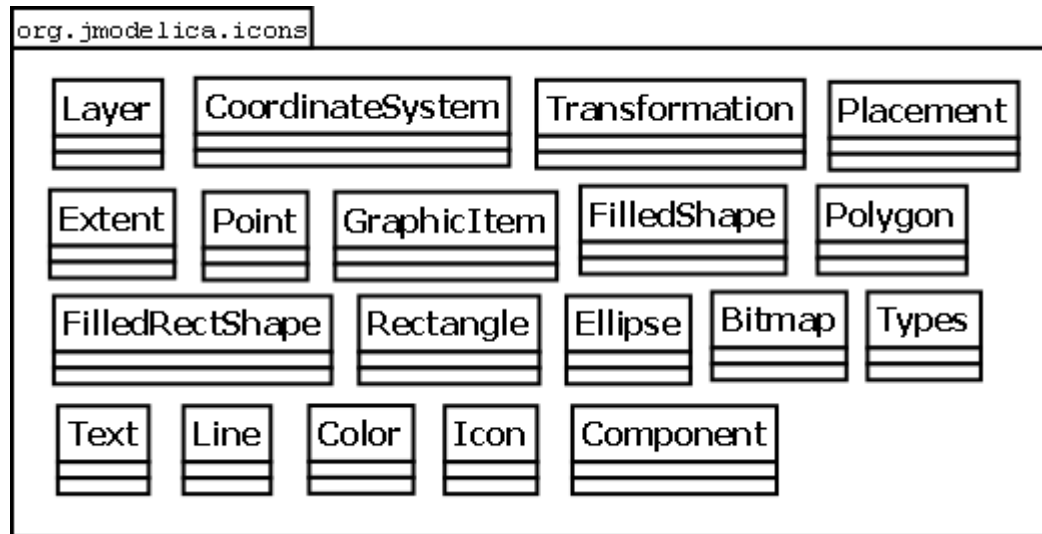 org.jmodelica.icons
Layer CoordinateSystem Transformation Placement
Extent Point GraphicItem FilledShape Polygon
FilledRectShape Rectangle Ellipse Bitmap Types
Text Line Color Icon Component